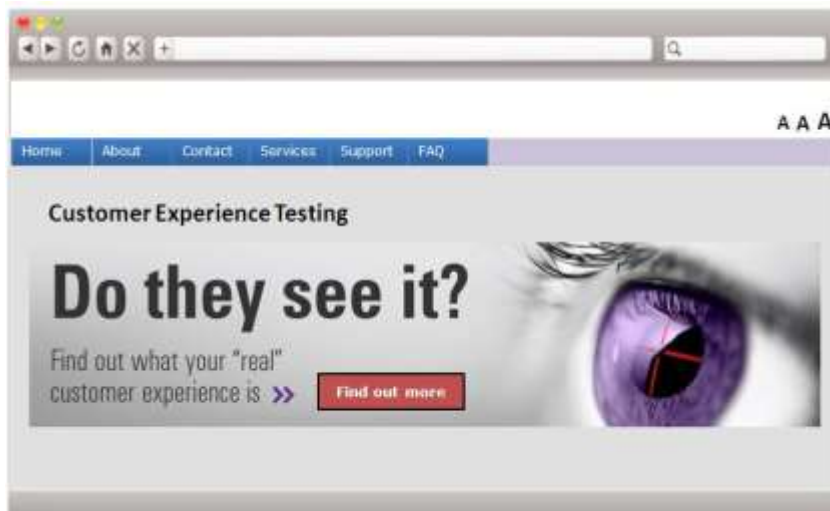 A A A
Home About Contact Services Support FAQ
Customer Experience Testing
Do they see it?
Find out what your "real"
customer experience is »
Find out more